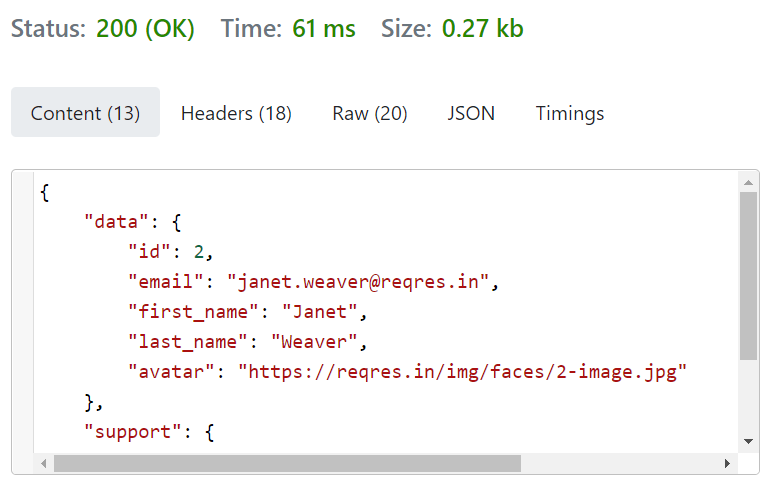 Status: 200 (OK) Time: 61 ms Size: 0.27 kb
Content (13) Headers (18) Raw (20) JSON Timings
{
    "data": {
        "id": 2,
        "email": "janet.weaver@reqres.in",
        "first_name": "Janet",
        "last_name": "Weaver",
        "avatar": "https://reqres.in/img/faces/2-image.jpg"
    },
    "support": {